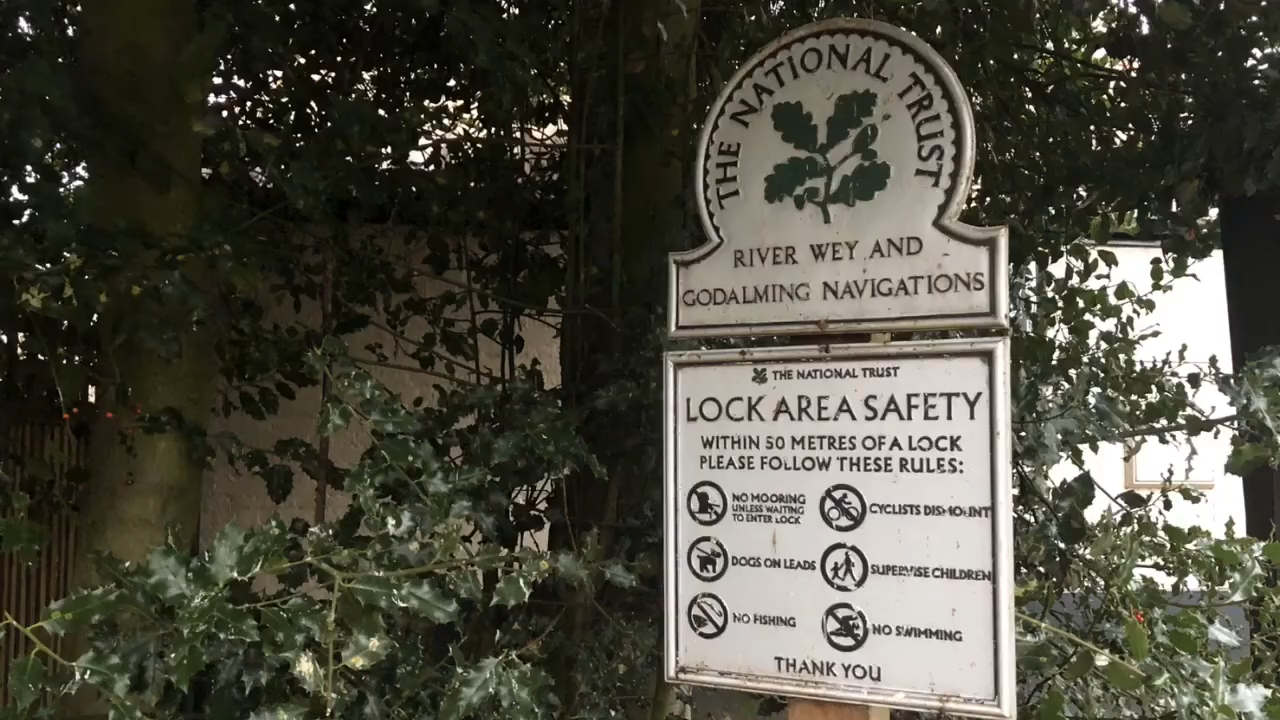 THE NATIONAL TRUST
RIVER WEY AND
GODALMING NAVIGATIONS
THE NATIONAL TRUST
LOCK AREA SAFETY
WITHIN 50 METRES OF A LOCK
PLEASE FOLLOW THESE RULES:
NO MOORING
UNLESS WAITING
TO ENTER LOCK
CYCLISTS DISMOUNT
DOGS ON LEADS
SUPERVISE CHILDREN
NO FISHING
NO SWIMMING
THANK YOU